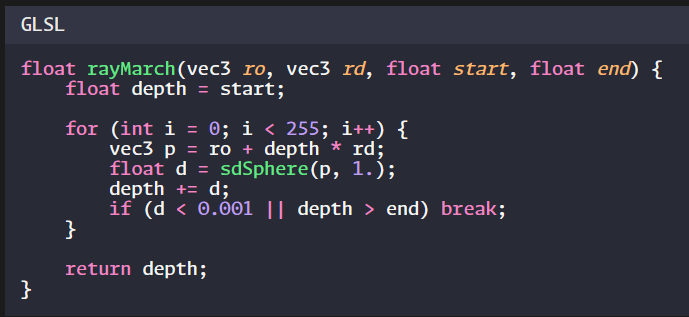 GLSL
float rayMarch(vec3 ro, vec3 rd, float start, float end) {
float depth = start;
for (int i = 0; i < 255; i++) {
vec3 p = ro + depth * rd;
float d = sdSphere(p, 1.);
depth += d;
if (d < 0.001 || depth > end) break;
}
return depth;
}